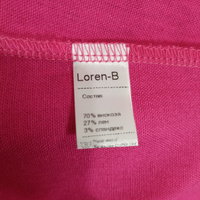 Loren-B
Состав
70% вискоза
27% лен
3% спандекс